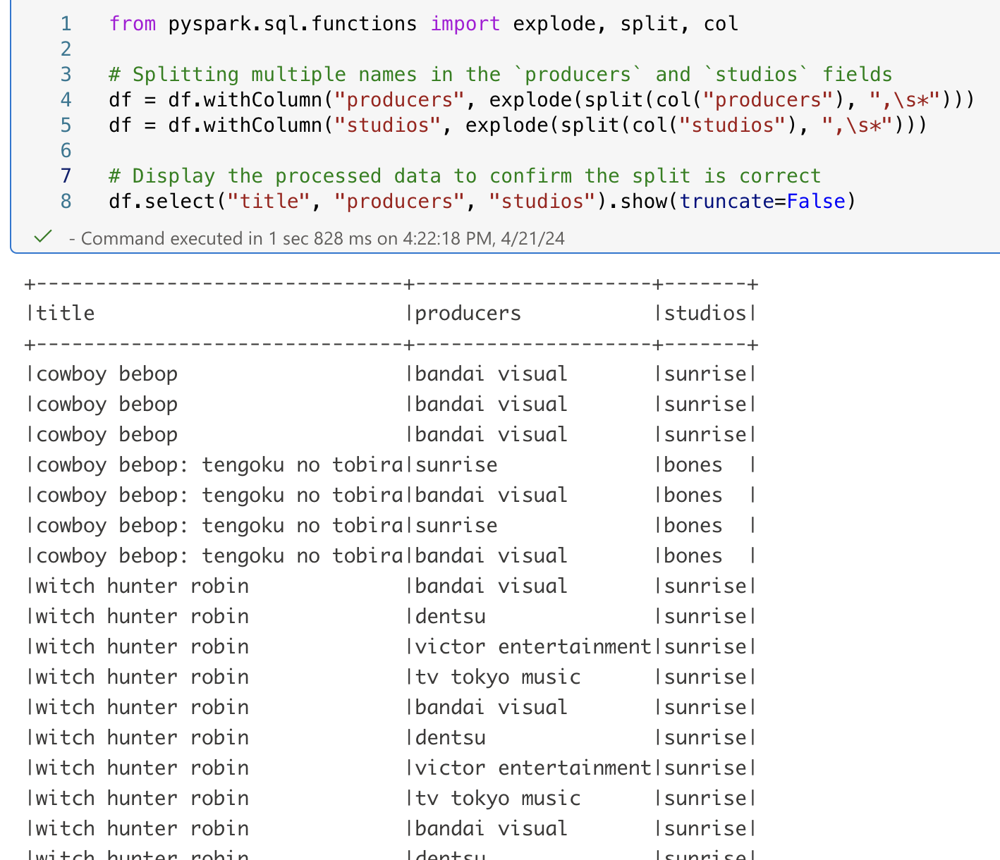 1 from pyspark.sql.functions import explode, split, col
2
3 # Splitting multiple names in the `producers` and `studios` fields
4 df = df.withColumn("producers", explode(split(col("producers"), ",\s*")))
5 df = df.withColumn("studios", explode(split(col("studios"), ",\s*")))
6
7 # Display the processed data to confirm the split is correct
8 df.select("title", "producers", "studios").show(truncate=False)
- Command executed in 1 sec 828 ms on 4:22:18 PM, 4/21/24
+-------------------------------+--------------------+-------+
|title                          |producers           |studios|
+-------------------------------+--------------------+-------+
|cowboy bebop                   |bandai visual       |sunrise|
|cowboy bebop                   |bandai visual       |sunrise|
|cowboy bebop                   |bandai visual       |sunrise|
|cowboy bebop: tengoku no tobira|sunrise             |bones  |
|cowboy bebop: tengoku no tobira|bandai visual       |bones  |
|cowboy bebop: tengoku no tobira|sunrise             |bones  |
|cowboy bebop: tengoku no tobira|bandai visual       |bones  |
|witch hunter robin             |bandai visual       |sunrise|
|witch hunter robin             |dentsu              |sunrise|
|witch hunter robin             |victor entertainment|sunrise|
|witch hunter robin             |tv tokyo music      |sunrise|
|witch hunter robin             |bandai visual       |sunrise|
|witch hunter robin             |dentsu              |sunrise|
|witch hunter robin             |victor entertainment|sunrise|
|witch hunter robin             |tv tokyo music      |sunrise|
|witch hunter robin             |bandai visual       |sunrise|
|witch hunter robin             |dentsu              |sunrise|